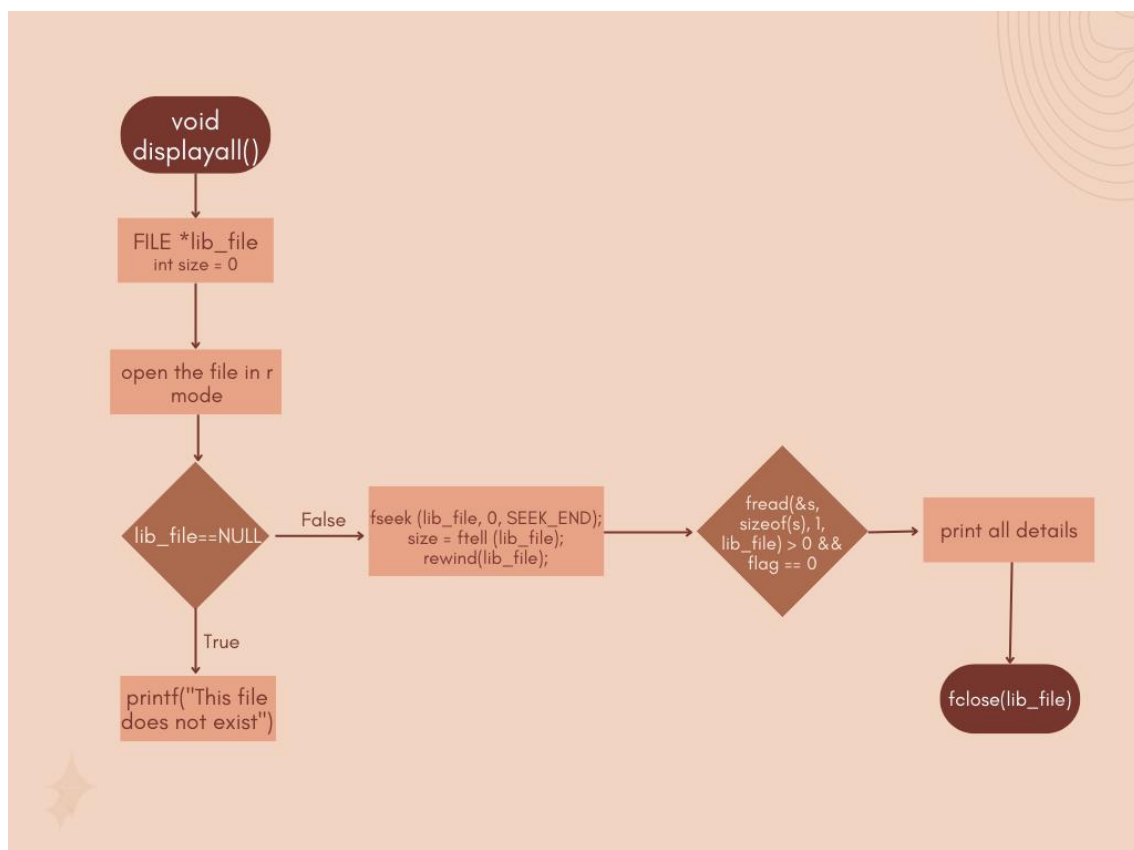 void
displayall()
FILE *lib_file
int size = 0
open the file in r
mode
lib_file==NULL
False
fseek (lib_file, 0, SEEK_END);
size = ftell (lib_file);
rewind(lib_file);
fread(&s,
sizeof(s), 1,
lib_file) > 0 &&
flag == 0
print all details
True
printf("This file
does not exist")
fclose(lib_file)